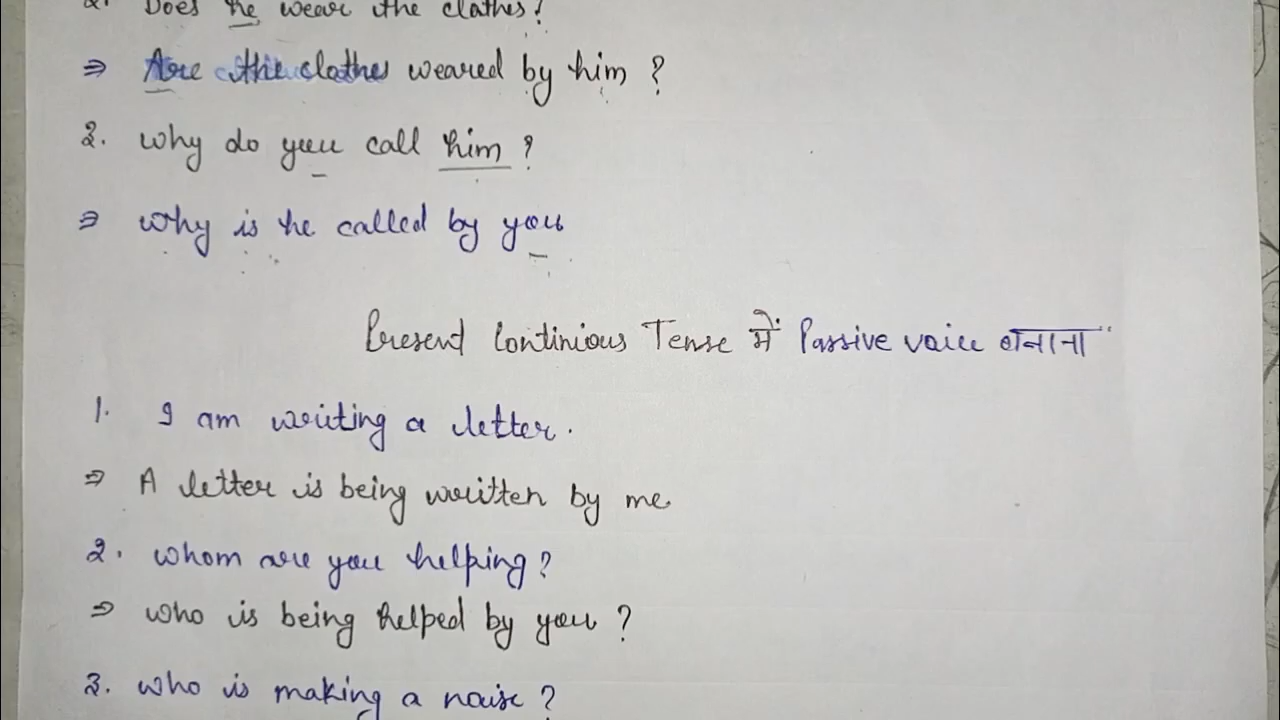 2. Does he wear the clothes?
⇒ Are the clothes weared by him ?
2. Why do you call him ?
⇒ Why is he called by you
Present Continious Tense में Passive voice बनाना"
1. I am writing a letter.
⇒ A letter is being written by me.
2. whom are you helping?
⇒ who is being helped by you ?
3. who is making a noise ?